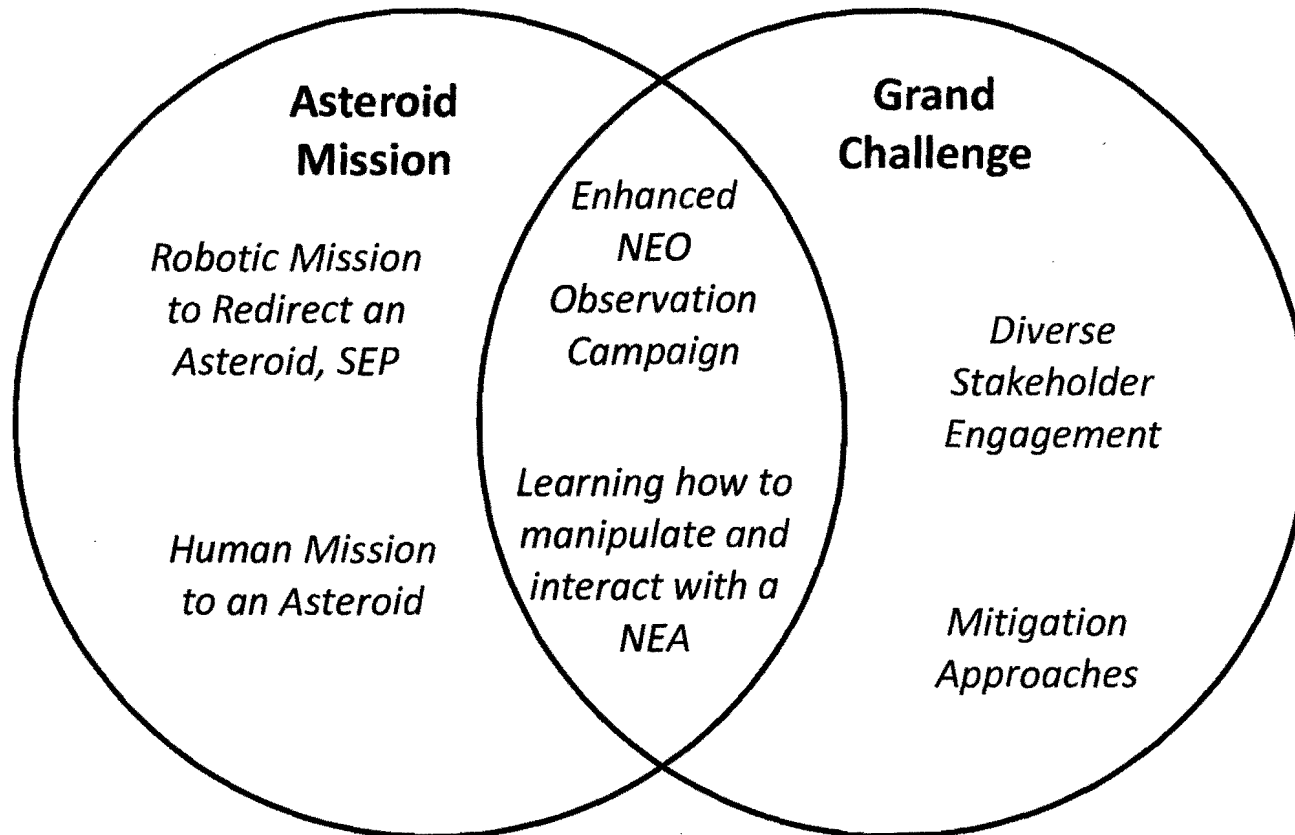 Asteroid
Mission
Robotic Mission
to Redirect an
Asteroid, SEP
Human Mission
to an Asteroid
Enhanced
NEO
Observation
Campaign
Learning how to
manipulate and
interact with a
NEA
Grand
Challenge
Diverse
Stakeholder
Engagement
Mitigation
Approaches